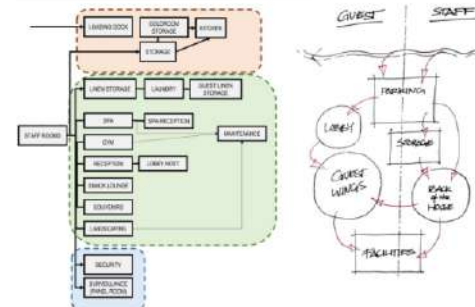 LOADING DOCK
COLDROOM
STORAGE
KITCHEN
STORAGE
LINEN STORAGE
LAUNDRY
GUEST LINEN
STORAGE
STAFF ROOMS
SPA
SPA RECEPTION
GYM
MAINTENANCE
RECEPTION
LOBBY HOST
SNACK LOUNGE
SOUVENIRS
LANDSCAPING
SECURITY
SURVEILLANCE
(PANEL ROOM)
GUEST
STAFF
PARKING
LOBBY
STORAGE
GUEST
WINGS
BACK
of the
HOUSE
FACILITIES